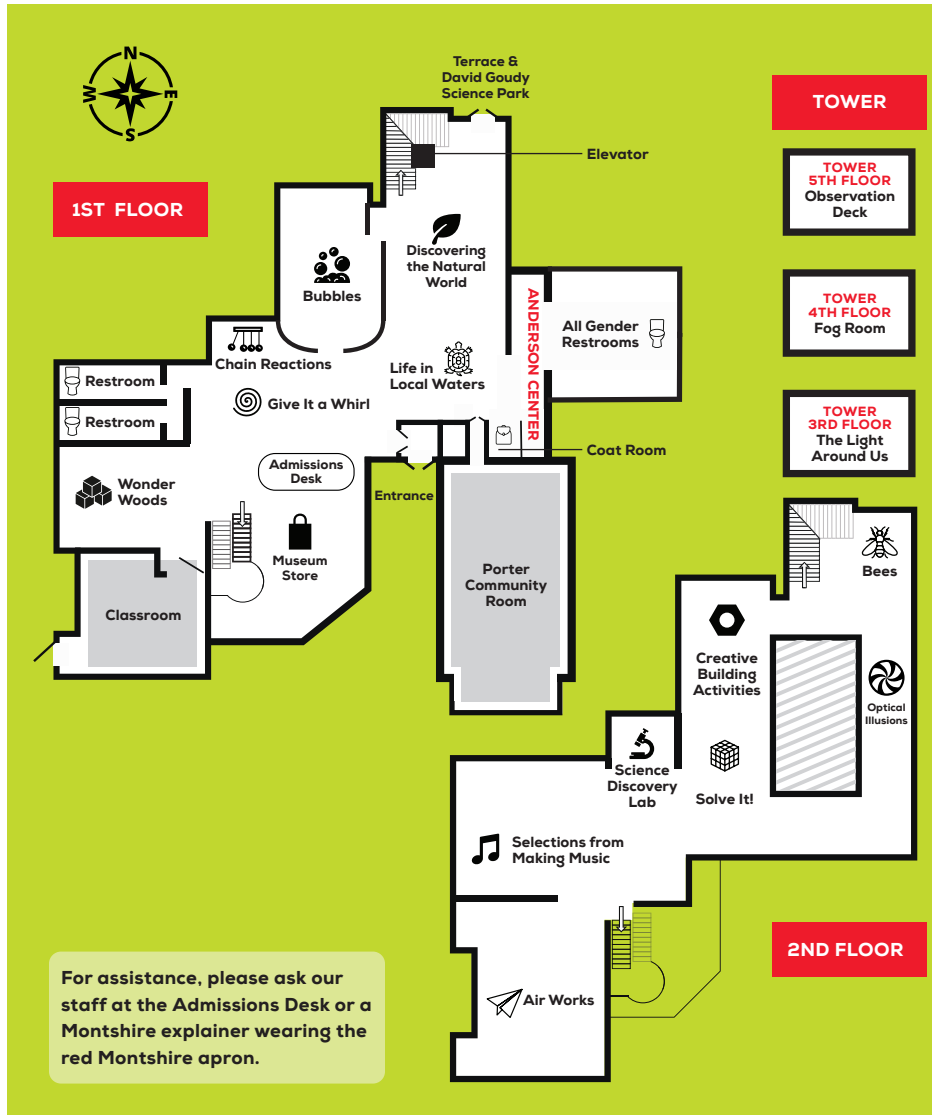 N
W
E
S
Terrace &
David Goudy
Science Park
TOWER
Elevator
TOWER
5TH FLOOR
Observation
Deck
1ST FLOOR
Discovering
the Natural
World
Bubbles
ANDERSON CENTER
All Gender
Restrooms
TOWER
4TH FLOOR
Fog Room
Chain Reactions
Life in
Local Waters
Restroom
Give It a Whirl
Restroom
TOWER
3RD FLOOR
The Light
Around Us
Coat Room
Admissions
Desk
Wonder
Woods
Entrance
Museum
Store
Porter
Community
Room
Bees
Classroom
Creative
Building
Activities
Optical
Illusions
Science
Discovery
Lab
Solve It!
Selections from
Making Music
2ND FLOOR
Air Works
For assistance, please ask our
staff at the Admissions Desk or a
Montshire explainer wearing the
red Montshire apron.